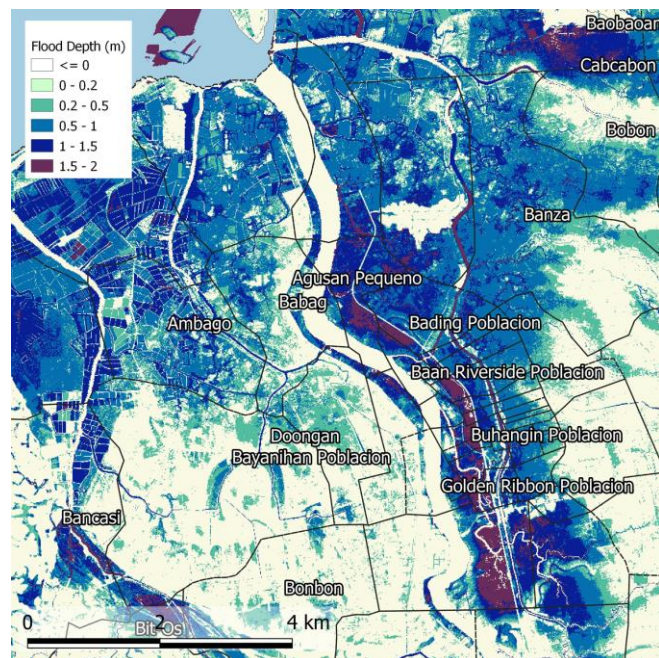 Flood Depth (m)
<= 0
0 - 0.2
0.2 - 0.5
0.5 - 1
1 - 1.5
1.5 - 2
Baobaoan
Cabcabon
Bobon
Banza
Agusan Pequeno
Babag
Ambago
Bading Poblacion
Baan Riverside Poblacion
Doongan
Bayanihan Poblacion
Buhangin Poblacion
Golden Ribbon Poblacion
Bancasi
Bonbon
Bit-Os
0 2 4 km